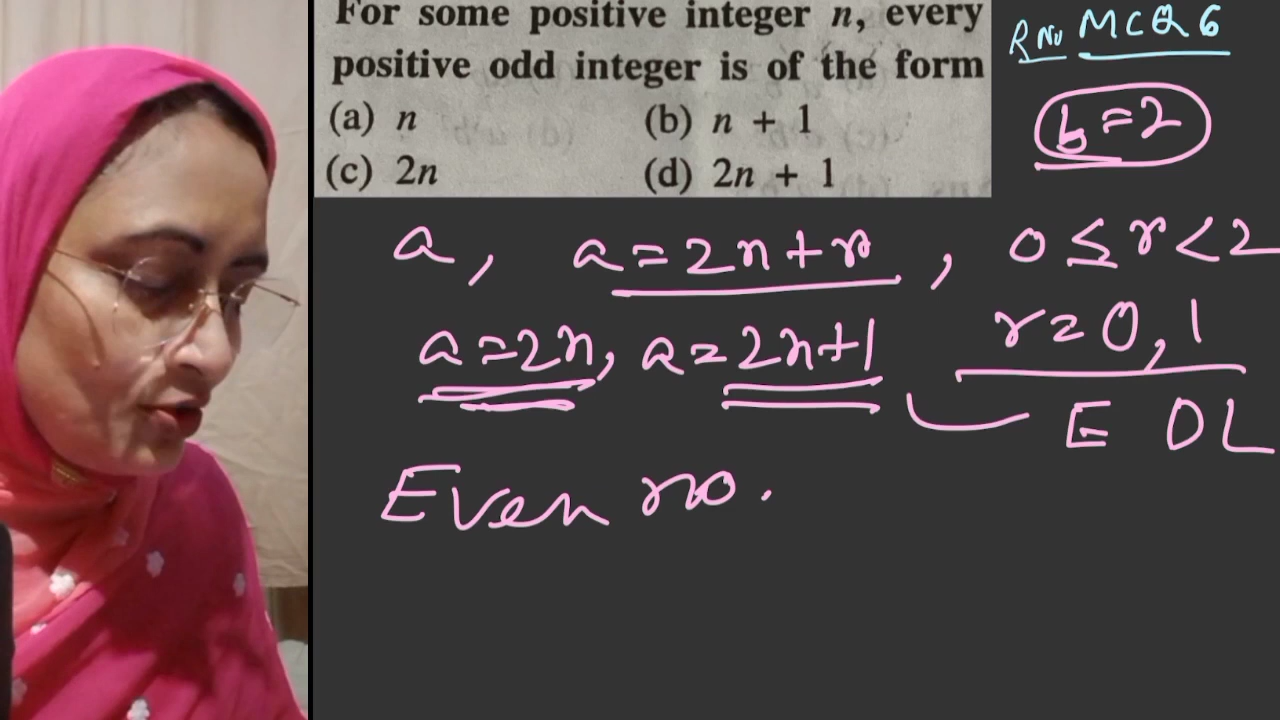 For some positive integer n, every
positive odd integer is of the form
(a) n (b) n + 1
(c) 2n (d) 2n + 1
R No MCQ 6
b = 2
a, a = 2n + r, 0 ≤ r < 2
a = 2n, a = 2n + 1 r = 0, 1
E D L
Even no.